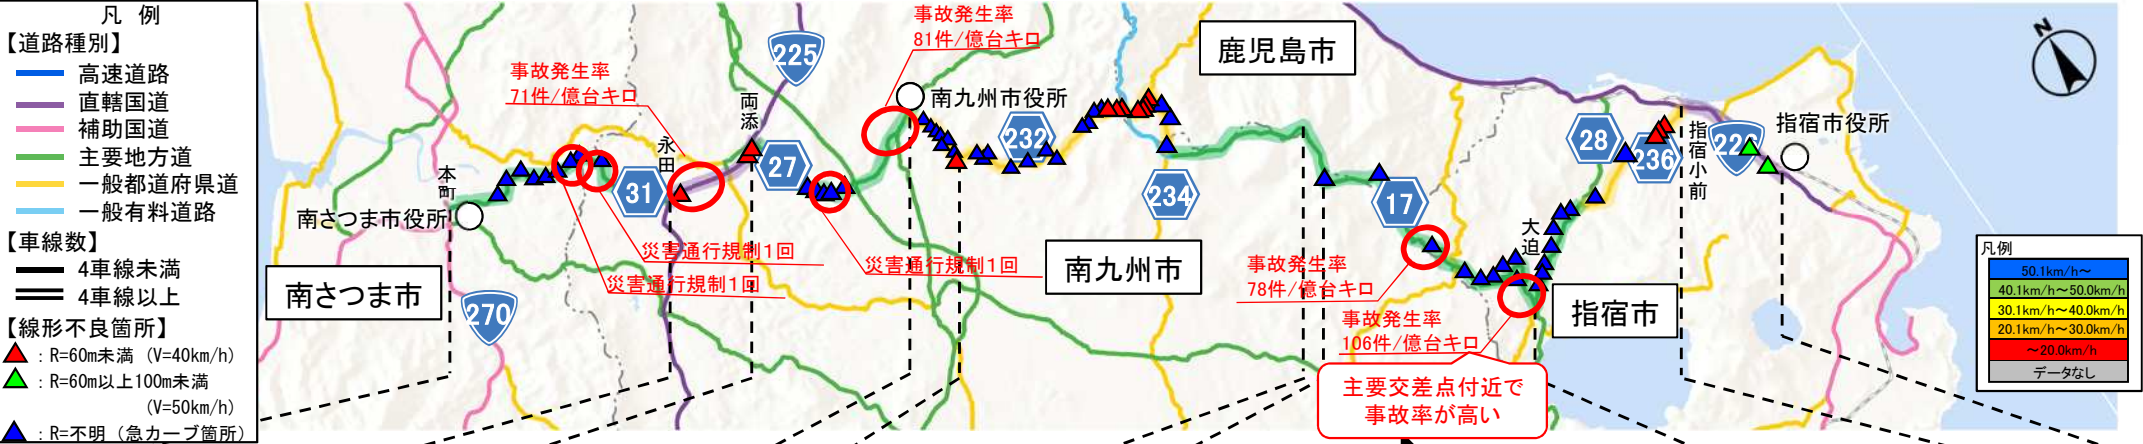 凡 例
【道路種別】
高速道路
直轄国道
補助国道
主要地方道
一般都道府県道
一般有料道路
【車線数】
4車線未満
4車線以上
【線形不良箇所】
：R=60m未満（V=40km/h）
：R=60m以上100m未満
（V=50km/h）
：R=不明（急カーブ箇所）
事故発生率
71件/億台キロ
225
事故発生率
81件/億台キロ
鹿児島市
N
両添
南九州市役所
232
永田
27
31
本町
南さつま市役所
234
28
236
指宿小前
226
指宿市役所
17
大迫
災害通行規制1回
災害通行規制1回
災害通行規制1回
南さつま市
270
南九州市
事故発生率
78件/億台キロ
指宿市
事故発生率
106件/億台キロ
主要交差点付近で
事故率が高い
凡例
50.1km/h～
40.1km/h～50.0km/h
30.1km/h～40.0km/h
20.1km/h～30.0km/h
～20.0km/h
データなし